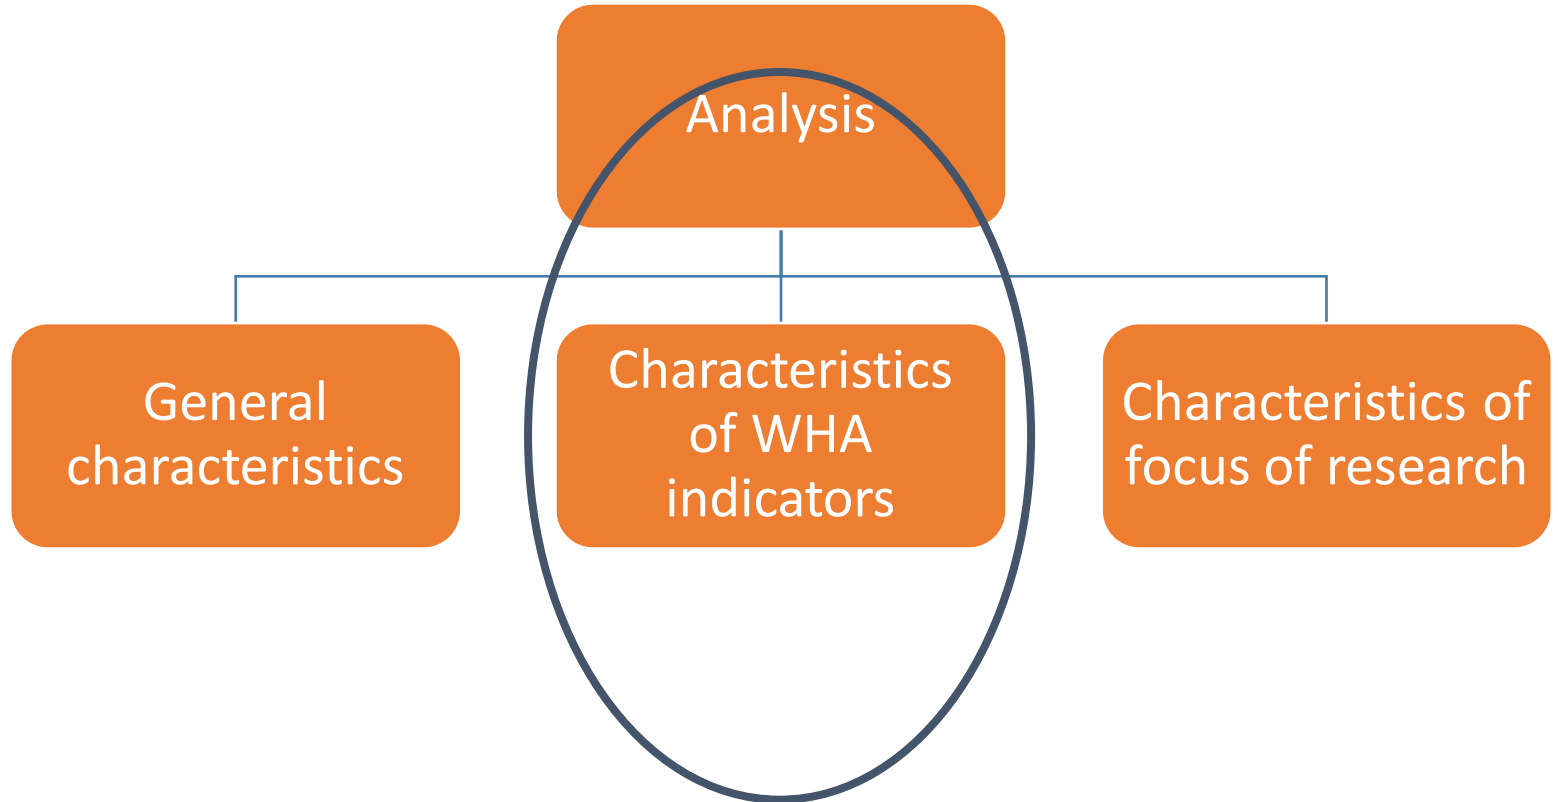 Analysis
General
characteristics
Characteristics
of WHA
indicators
Characteristics of
focus of research